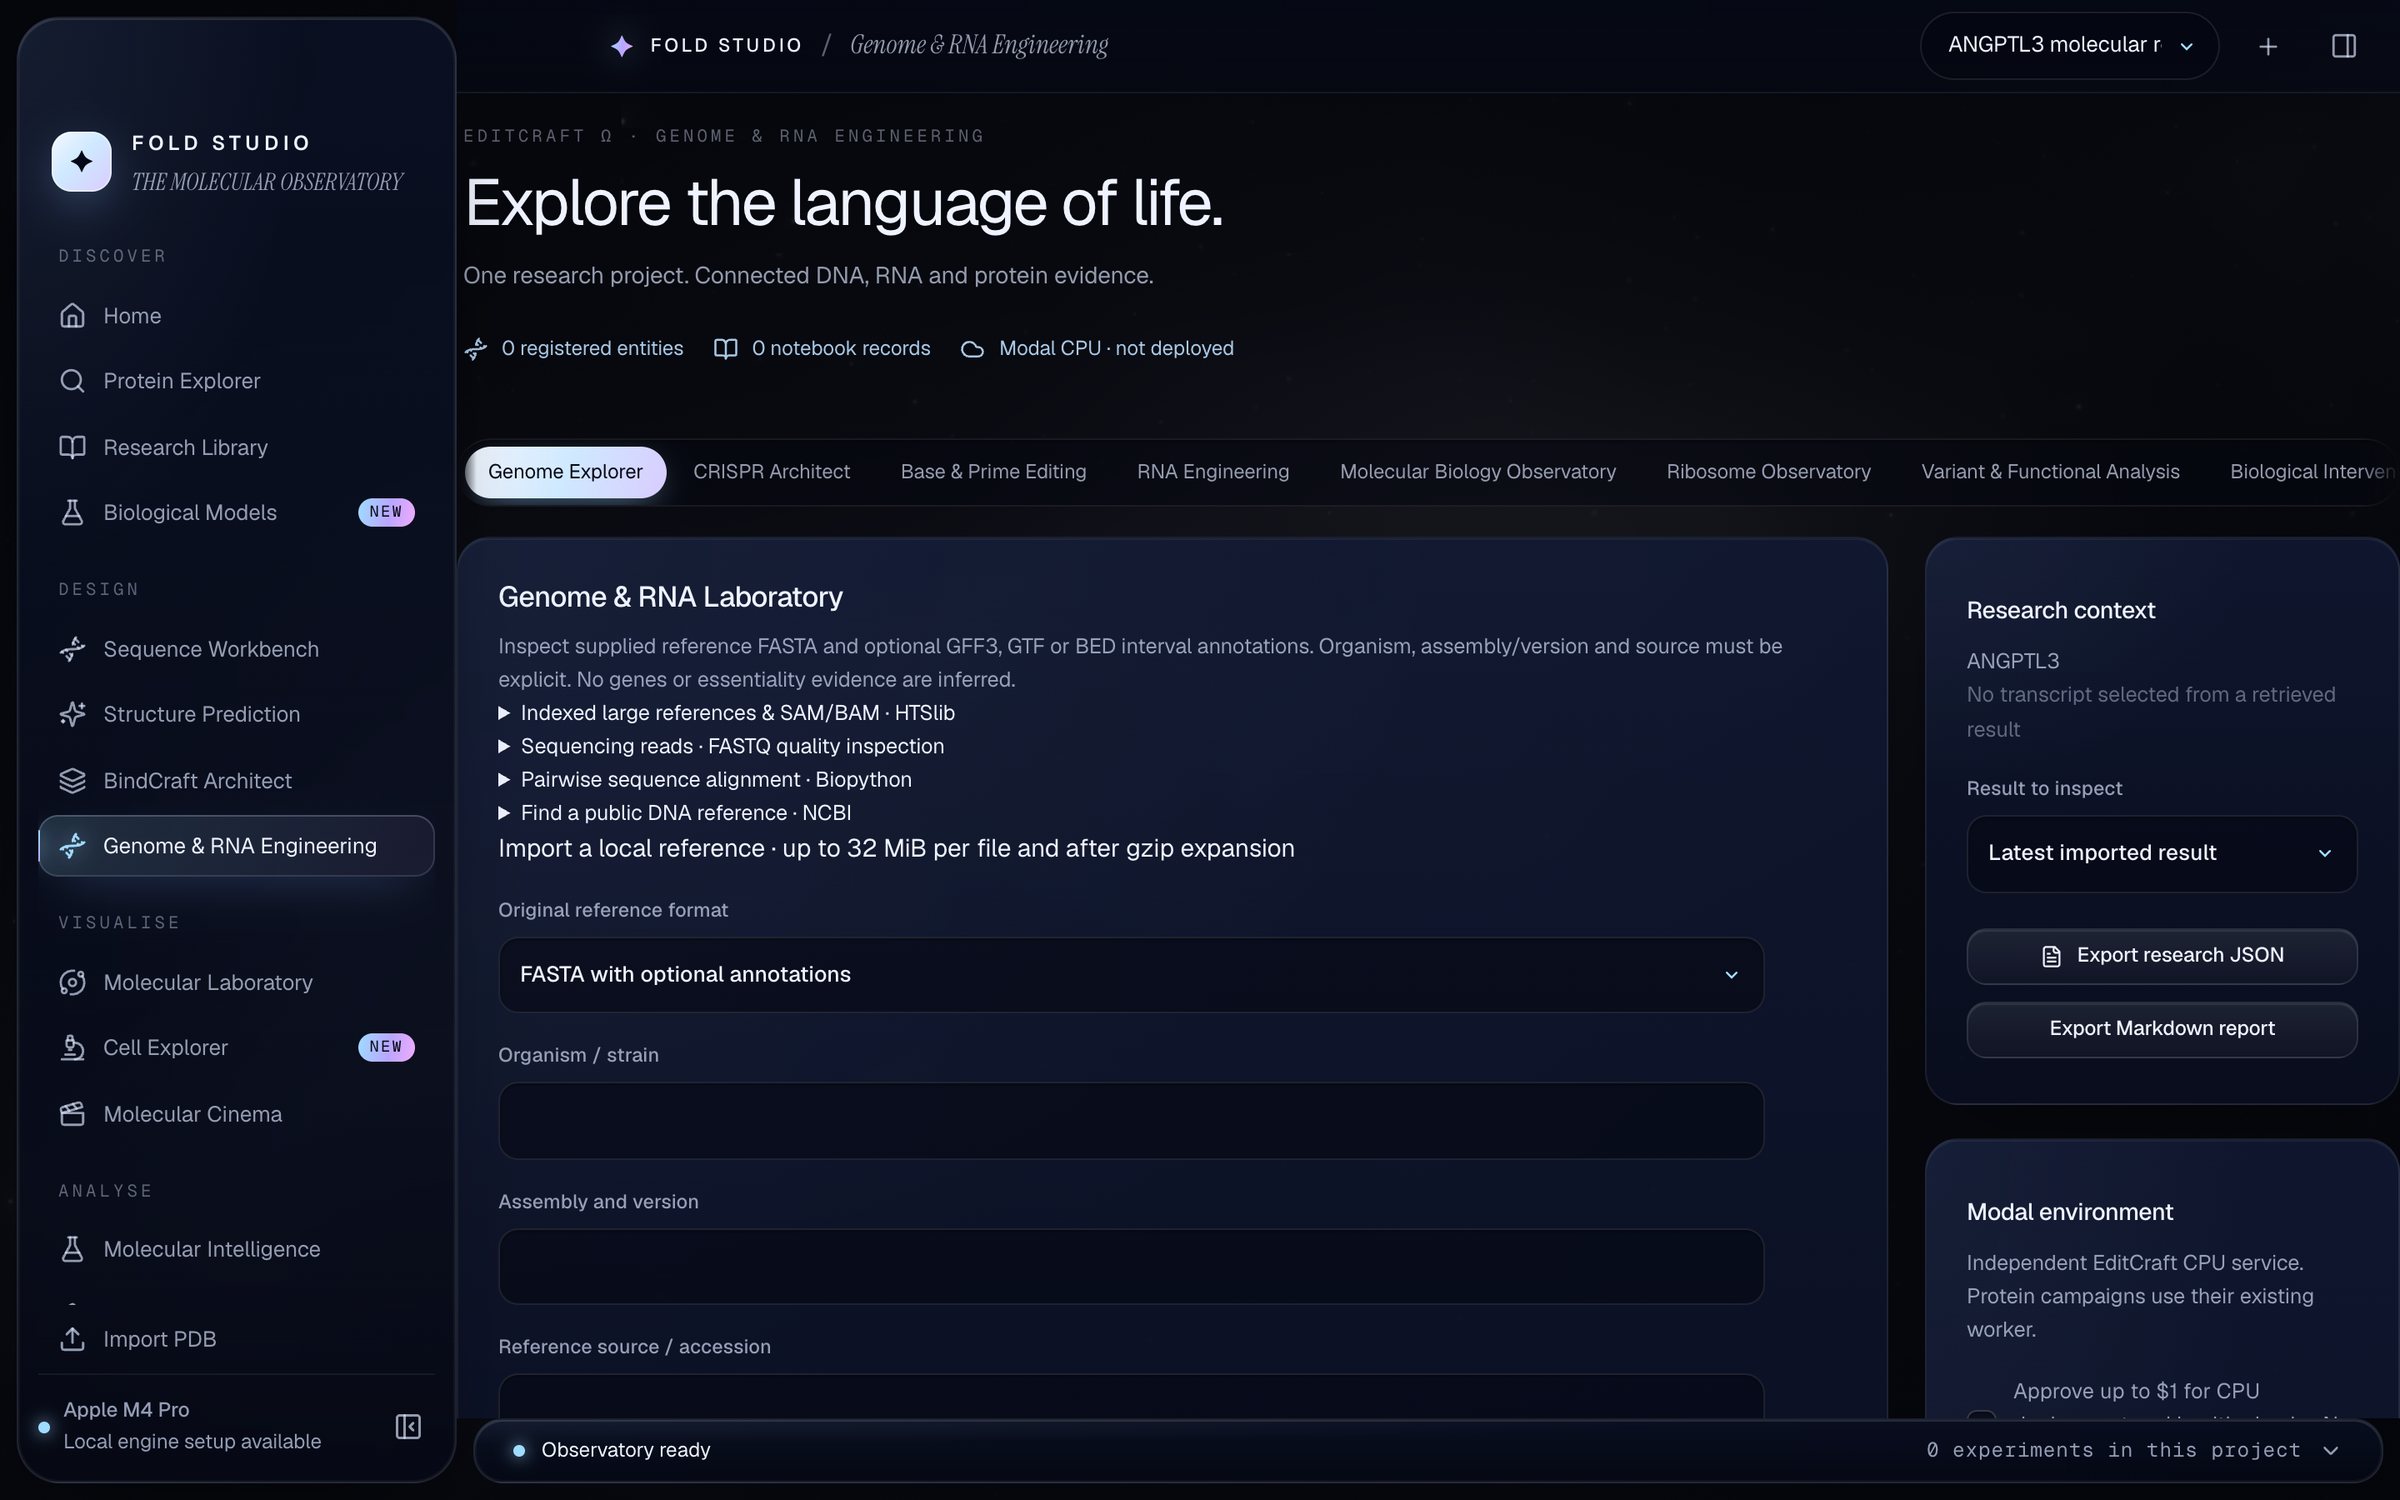 FOLD STUDIO
THE MOLECULAR OBSERVATORY
DISCOVER
Home
Protein Explorer
Research Library
Biological Models NEW
DESIGN
Sequence Workbench
Structure Prediction
BindCraft Architect
Genome & RNA Engineering
VISUALISE
Molecular Laboratory
Cell Explorer NEW
Molecular Cinema
ANALYSE
Molecular Intelligence
Import PDB
Apple M4 Pro
Local engine setup available
FOLD STUDIO / Genome & RNA Engineering
ANGPTL3 molecular
EDITCRAFT Ω · GENOME & RNA ENGINEERING
Explore the language of life.
One research project. Connected DNA, RNA and protein evidence.
0 registered entities 0 notebook records Modal CPU · not deployed
Genome Explorer CRISPR Architect Base & Prime Editing RNA Engineering Molecular Biology Observatory Ribosome Observatory Variant & Functional Analysis Biological Interven
Genome & RNA Laboratory
Inspect supplied reference FASTA and optional GFF3, GTF or BED interval annotations. Organism, assembly/version and source must be
explicit. No genes or essentiality evidence are inferred.
Indexed large references & SAM/BAM · HTSlib
Sequencing reads · FASTQ quality inspection
Pairwise sequence alignment · Biopython
Find a public DNA reference · NCBI
Import a local reference · up to 32 MiB per file and after gzip expansion
Original reference format
FASTA with optional annotations
Organism / strain
Assembly and version
Reference source / accession
Research context
ANGPTL3
No transcript selected from a retrieved
result
Result to inspect
Latest imported result
Export research JSON
Export Markdown report
Modal environment
Independent EditCraft CPU service.
Protein campaigns use their existing
worker.
Approve up to $1 for CPU
Observatory ready
0 experiments in this project